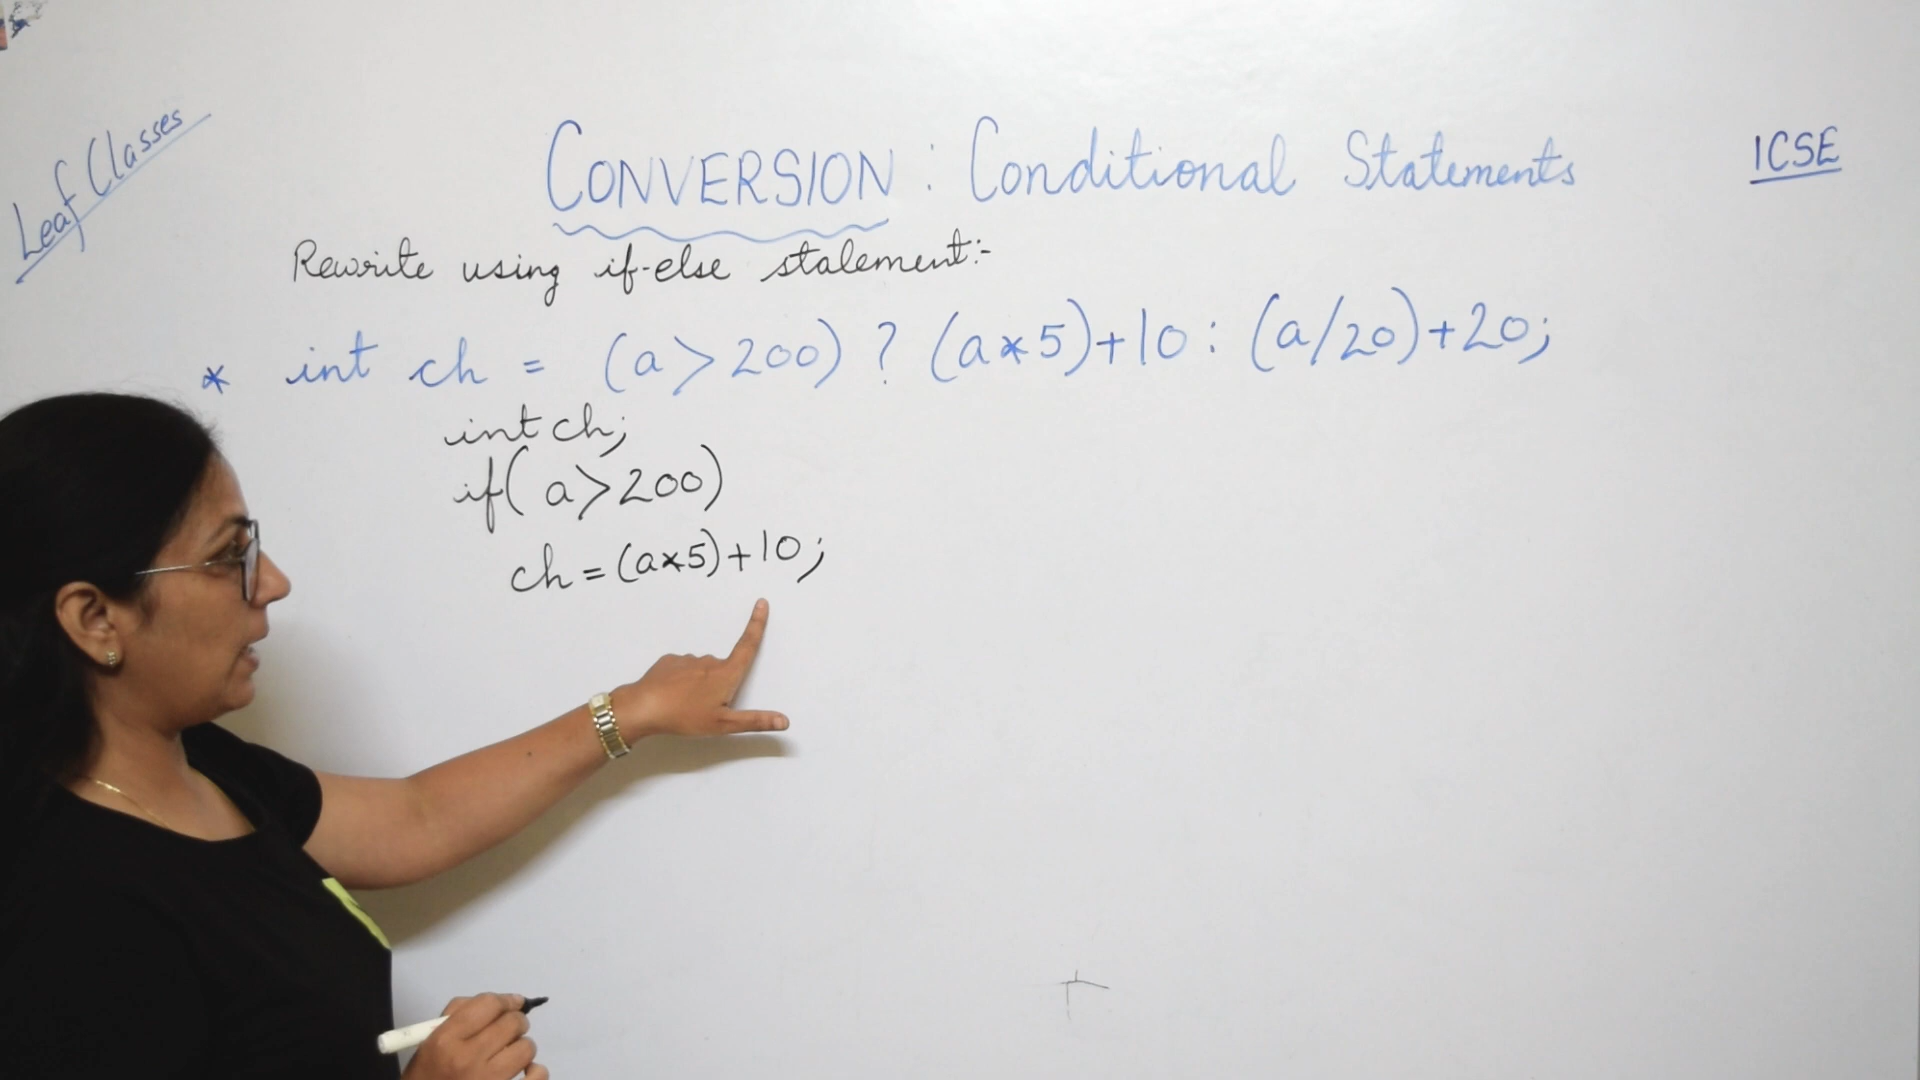 Leaf Classes
CONVERSION : Conditional Statements
ICSE
Rewrite using if-else statement:-
* int ch = (a>200) ? (a*5)+10 : (a/20)+20;
int ch;
if(a>200)
ch=(a*5)+10;